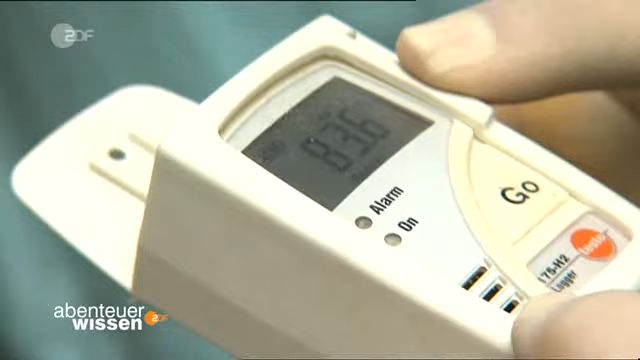 ZDF
83.6
Alarm
On
Go
testo
175-H2
Logger
abenteuer
wissen